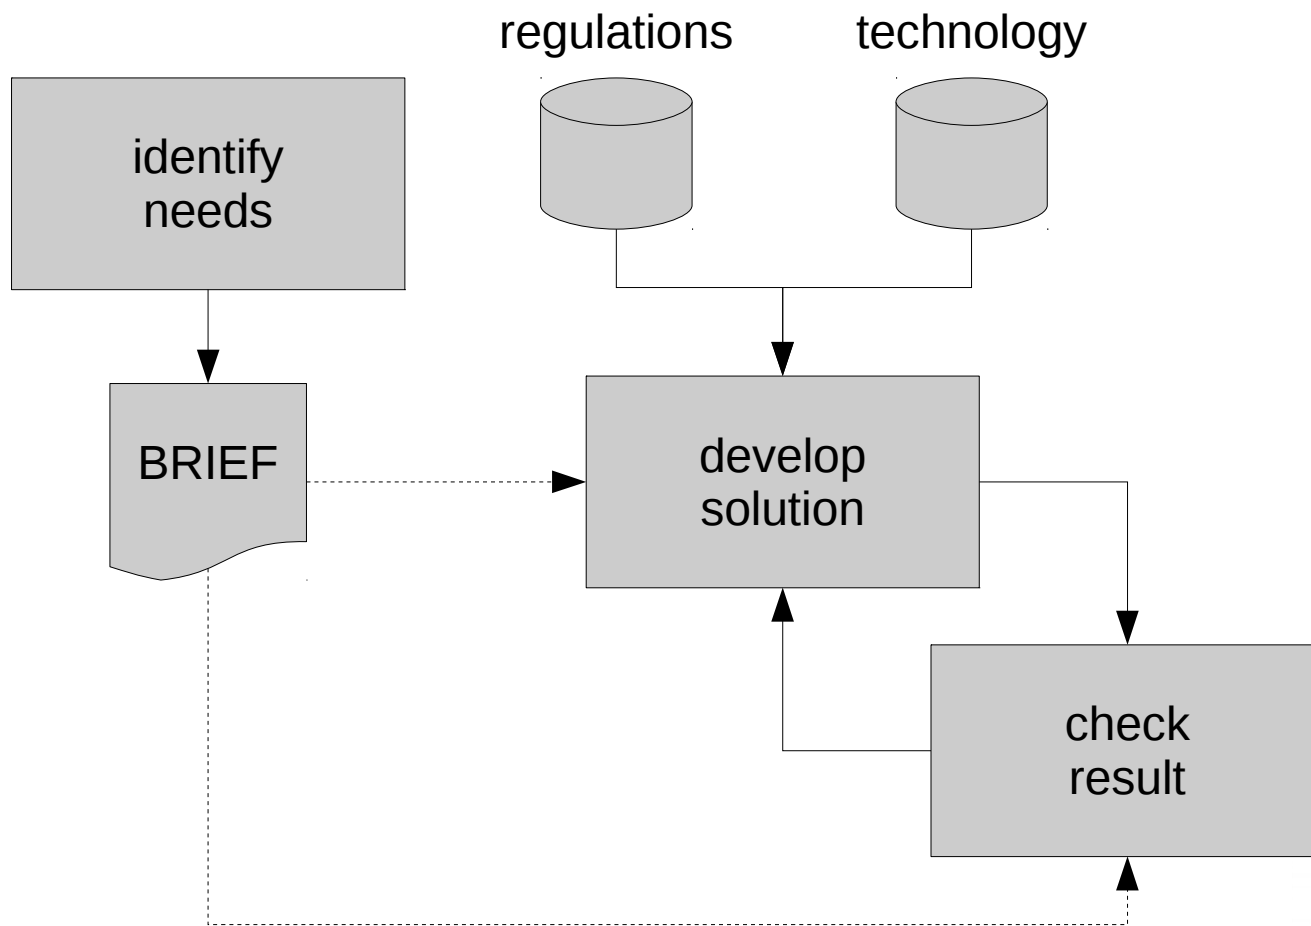 regulations
technology
identify
needs
BRIEF
develop
solution
check
result